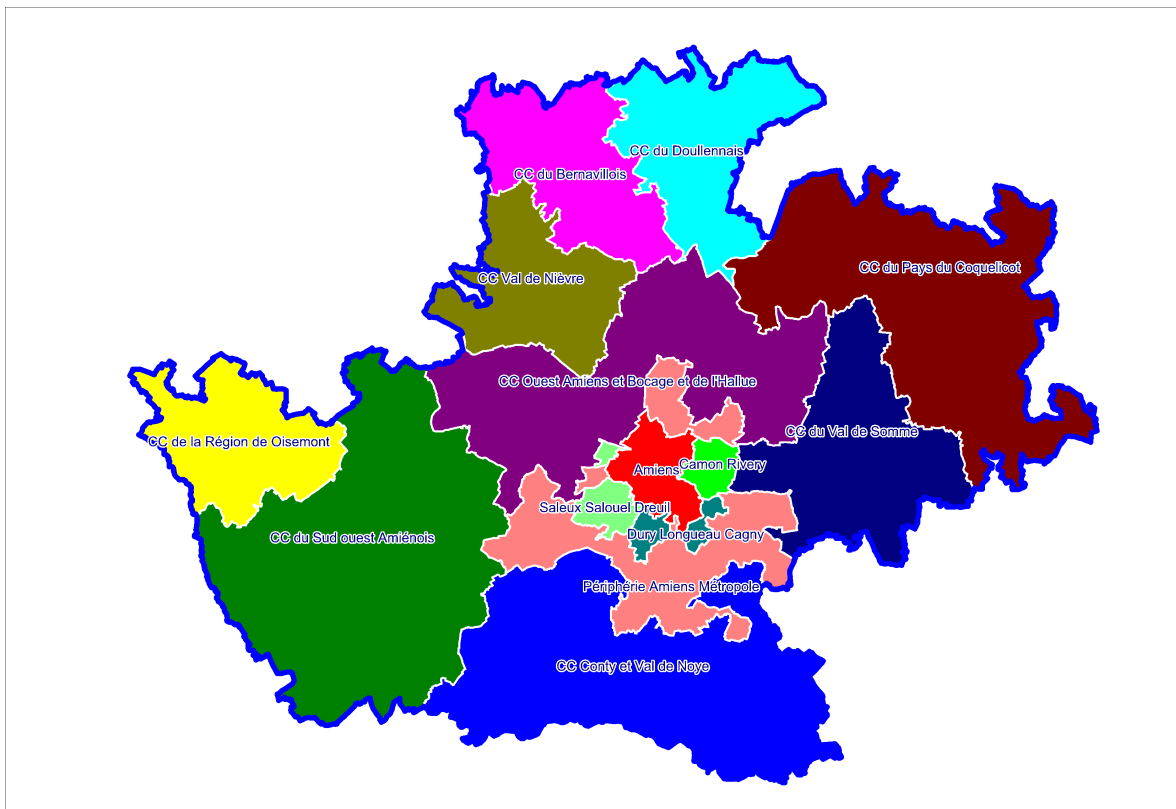 CC du Doullennais
CC du Bernavillois
CC du Pays du Coquelicot
CC Val de Nièvre
CC Ouest Amiens et Bocage et de l'Hallue
CC du Val de Somme
CC de la Région de Oisemont
Camon Rivery
Amiens
Saleux Salouel Dreuil
Dury Longueau Cagny
CC du Sud ouest Amiénois
Périphérie Amiens Métropole
CC Conty et Val de Noye